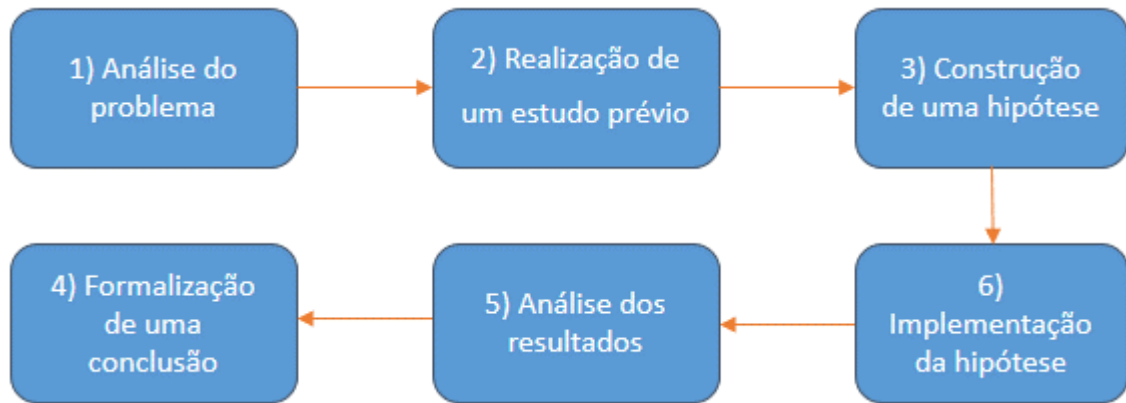 1) Análise do
problema
2) Realização de
um estudo prévio
3) Construção
de uma hipótese
4) Formalização
de uma
conclusão
5) Análise dos
resultados
6)
Implementação
da hipótese